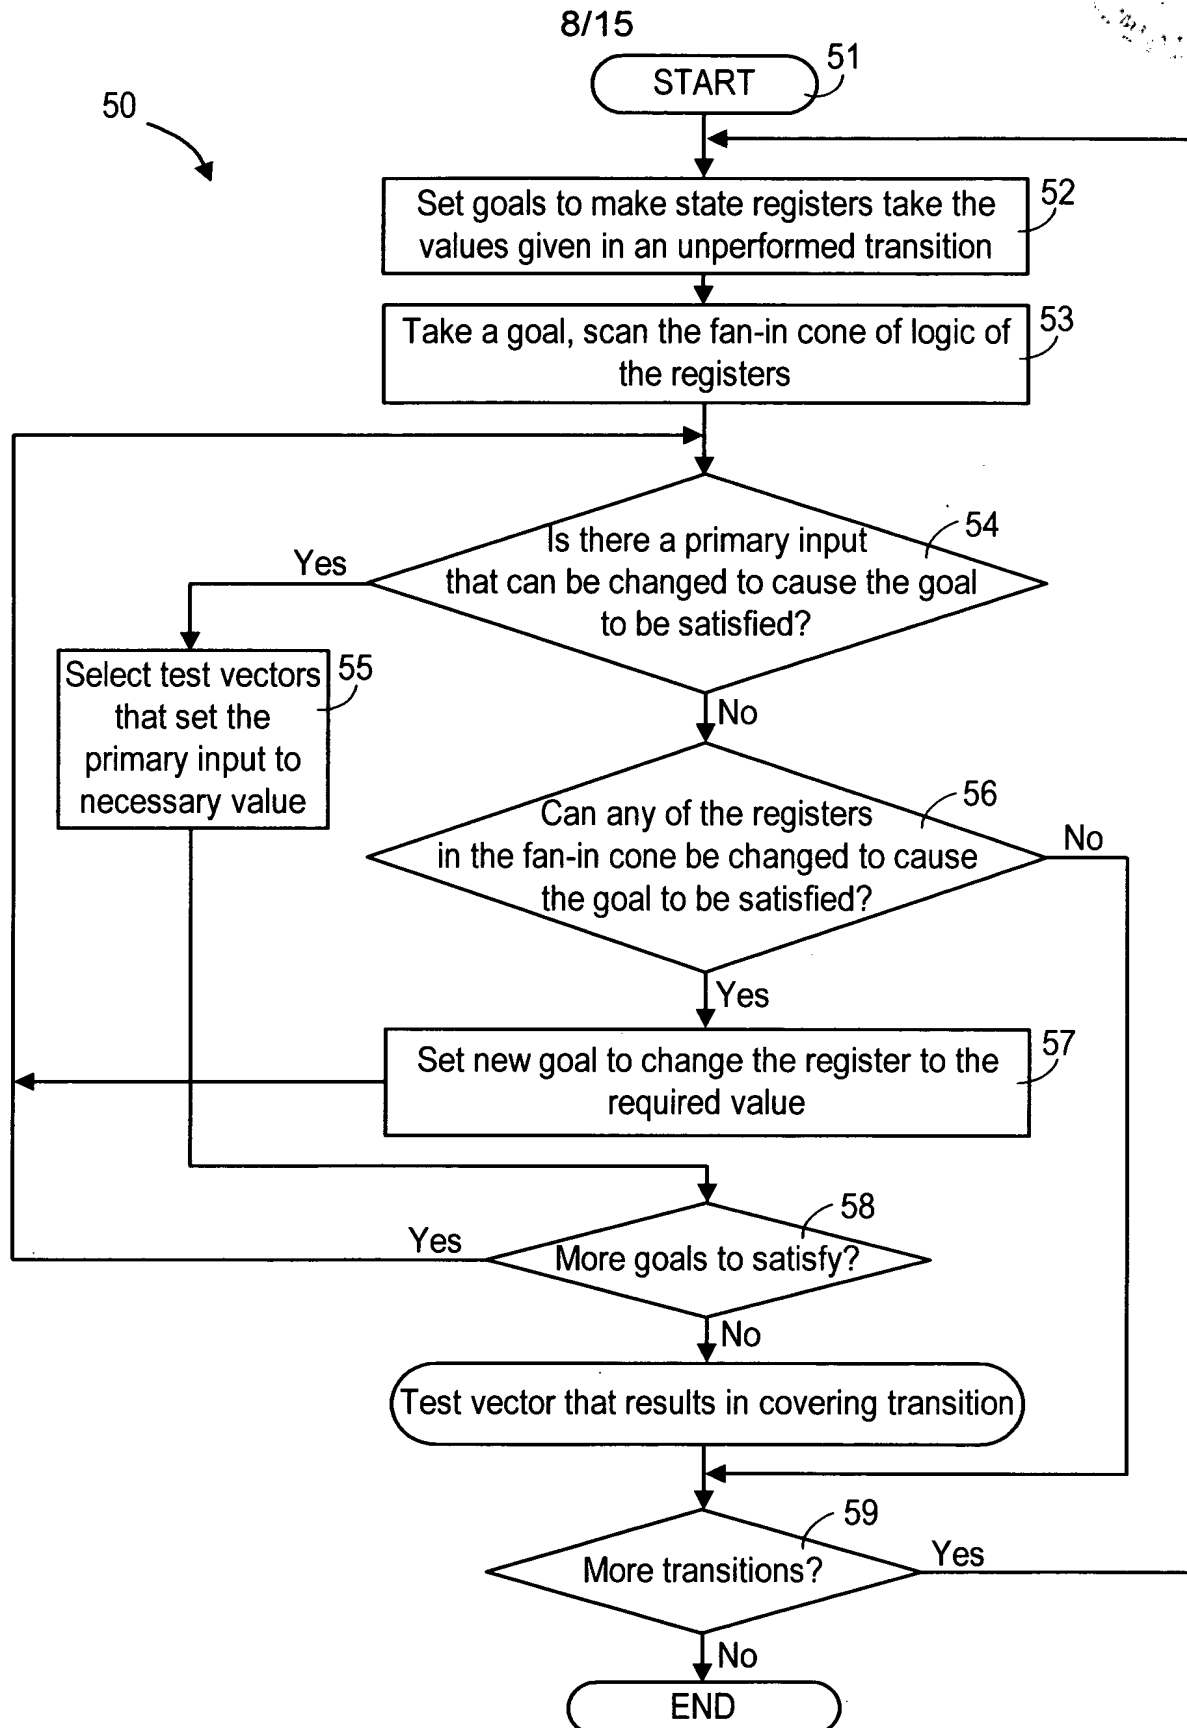 8/15
START
51
50
Set goals to make state registers take the
values given in an unperformed transition
52
Take a goal, scan the fan-in cone of logic of
the registers
53
Is there a primary input
that can be changed to cause the goal
to be satisfied?
54
Yes
Select test vectors
that set the
primary input to
necessary value
55
No
Can any of the registers
in the fan-in cone be changed to cause
the goal to be satisfied?
56
No
Yes
Set new goal to change the register to the
required value
57
More goals to satisfy?
58
Yes
No
Test vector that results in covering transition
More transitions?
59
Yes
No
END